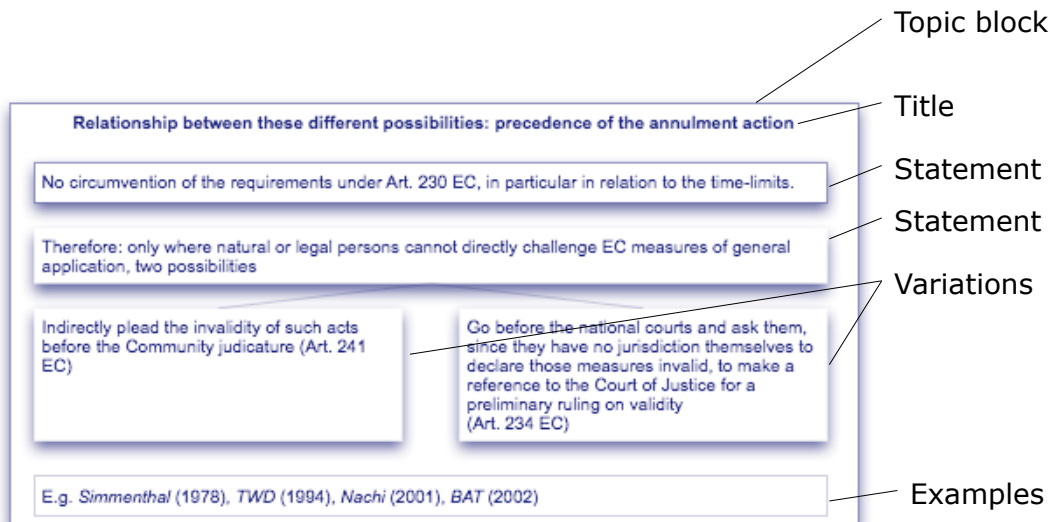 Topic block
Title
Relationship between these different possibilities: precedence of the annulment action
Statement
No circumvention of the requirements under Art. 230 EC, in particular in relation to the time-limits.
Statement
Therefore: only where natural or legal persons cannot directly challenge EC measures of general
application, two possibilities
Variations
Indirectly plead the invalidity of such acts
before the Community judicature (Art. 241
EC)
Go before the national courts and ask them,
since they have no jurisdiction themselves to
declare those measures invalid, to make a
reference to the Court of Justice for a
preliminary ruling on validity
(Art. 234 EC)
E.g. Simmenthal (1978), TWD (1994), Nachi (2001), BAT (2002)
Examples